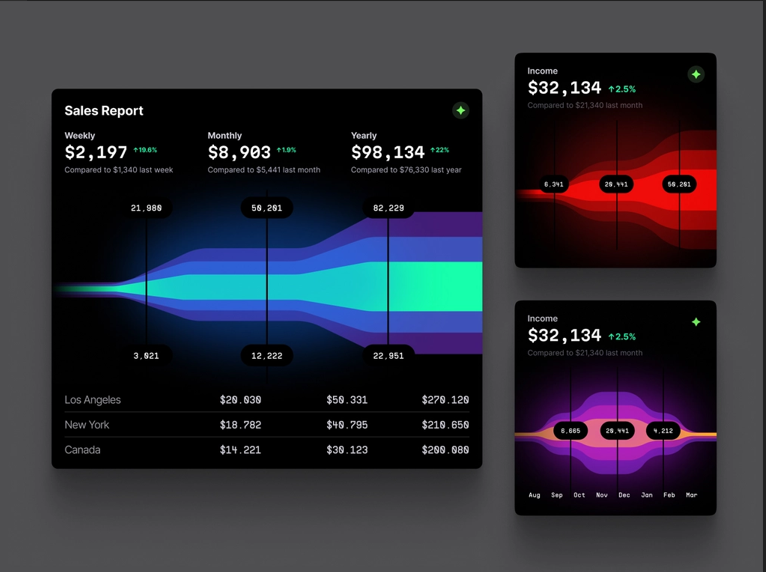 Sales Report
Weekly Monthly Yearly
$2,197 ↑19.6% $8,903 ↑1.9% $98,134 ↑22%
Compared to $1,340 last week Compared to $5,441 last month Compared to $76,330 last year
21,980 50,201 82,229
3,021 12,222 22,951
Los Angeles $20.030 $50.331 $270.120
New York $18.782 $40.795 $210.650
Canada $14.221 $30.123 $200.080
Income
$32,134 ↑2.5%
Compared to $21,340 last month
6,341 20,441 50,201
Income
$32,134 ↑2.5%
Compared to $21,340 last month
6,665 20,441 4,212
Aug Sep Oct Nov Dec Jan Feb Mar